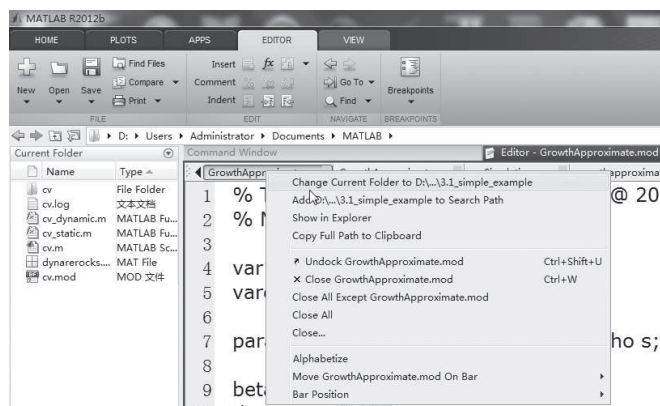 MATLAB R2012b
HOME PLOTS APPS EDITOR VIEW
New Open Save
Find Files
Compare
Print
FILE
Insert fx
Comment
Indent
EDIT
Go To
Find
NAVIGATE
Breakpoints
BREAKPOINTS
D: Users Administrator Documents MATLAB
Current Folder
Name Type
cv File Folder
cv.log 文本文档
cv_dynamic.m MATLAB Fu...
cv_static.m MATLAB Fu...
cv.m MATLAB Sc...
dynarerocks.... MAT File
cv.mod MOD 文件
Command Window
Editor - GrowthApproximate.mod
1 % T @ 20
2 % N
3
4 var
5 vare
6
7 para ho s;
8
9 beta
Change Current Folder to D:\...\3.1_simple_example
Add D:\...\3.1_simple_example to Search Path
Show in Explorer
Copy Full Path to Clipboard
Undock GrowthApproximate.mod Ctrl+Shift+U
Close GrowthApproximate.mod Ctrl+W
Close All Except GrowthApproximate.mod
Close All
Close...
Alphabetize
Move GrowthApproximate.mod On Bar
Bar Position